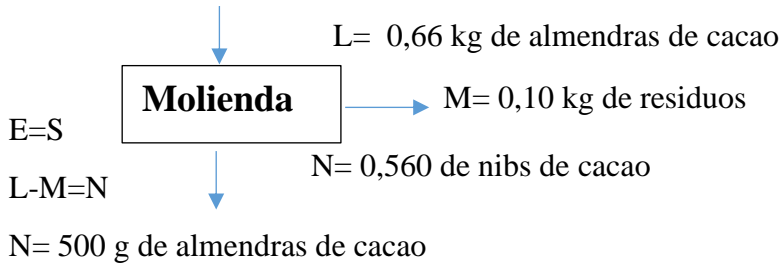 L= 0,66 kg de almendras de cacao
Molienda
M= 0,10 kg de residuos
E=S
N= 0,560 de nibs de cacao
L-M=N
N= 500 g de almendras de cacao